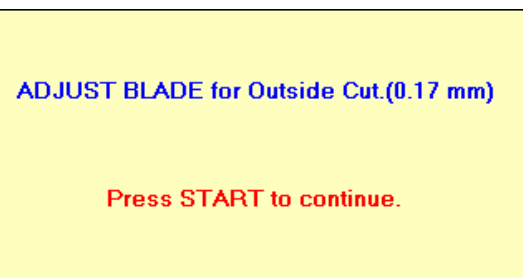 ADJUST BLADE for Outside Cut.(0.17 mm)
Press START to continue.